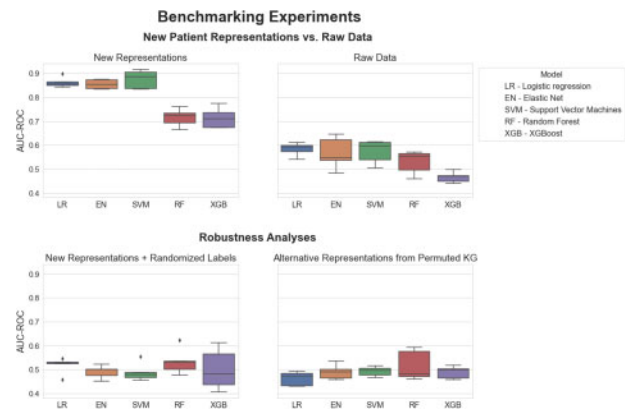 Benchmarking Experiments
New Patient Representations vs. Raw Data
New Representations
Raw Data
AUC-ROC
0.9
0.8
0.7
0.6
0.5
0.4
LR EN SVM RF XGB
LR EN SVM RF XGB
Model
LR - Logistic regression
EN - Elastic Net
SVM - Support Vector Machines
RF - Random Forest
XGB - XGBoost
Robustness Analyses
New Representations + Randomized Labels
Alternative Representations from Permuted KG
AUC-ROC
0.9
0.8
0.7
0.6
0.5
0.4
LR EN SVM RF XGB
LR EN SVM RF XGB